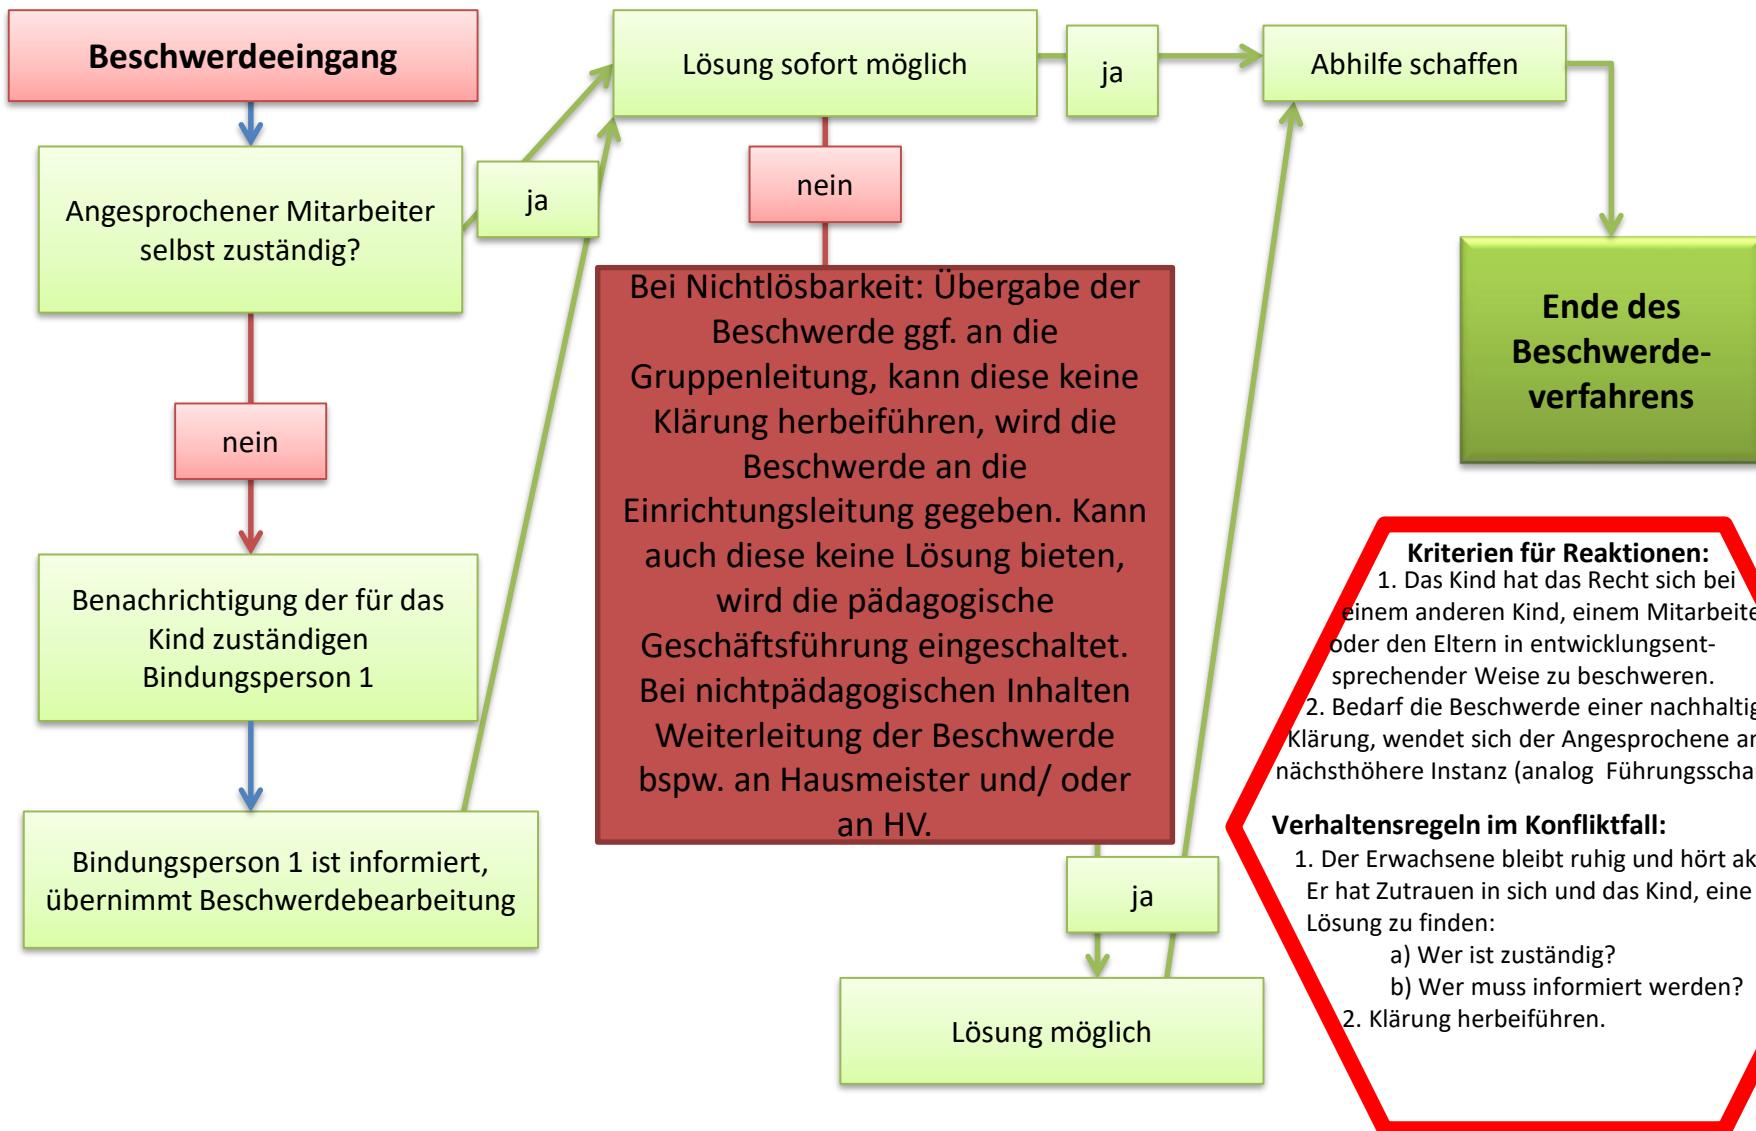 Beschwerdeeingang
Lösung sofort möglich
ja
Abhilfe schaffen
Angesprochener Mitarbeiter
selbst zuständig?
ja
nein
nein
Bei Nichtlösbarkeit: Übergabe der
Beschwerde ggf. an die
Gruppenleitung, kann diese keine
Klärung herbeiführen, wird die
Beschwerde an die
Einrichtungsleitung gegeben. Kann
auch diese keine Lösung bieten,
wird die pädagogische
Geschäftsführung eingeschaltet.
Bei nichtpädagogischen Inhalten
Weiterleitung der Beschwerde
bspw. an Hausmeister und/ oder
an HV.
Ende des
Beschwerde-
verfahrens
Benachrichtigung der für das
Kind zuständigen
Bindungsperson 1
Bindungsperson 1 ist informiert,
übernimmt Beschwerdebearbeitung
ja
Lösung möglich
Kriterien für Reaktionen:
1. Das Kind hat das Recht sich bei
einem anderen Kind, einem
oder den Eltern in entwicklungsent-
sprechender Weise zu beschweren.
2. Bedarf die Beschwerde einer
Klärung, wendet sich der Angesprochene
nächsthöhere Instanz (analog
Verhaltensregeln im Konfliktfall:
1. Der Erwachsene bleibt ruhig und hört
Er hat Zutrauen in sich und das Kind, eine
Lösung zu finden:
a) Wer ist zuständig?
b) Wer muss informiert werden?
2. Klärung herbeiführen.